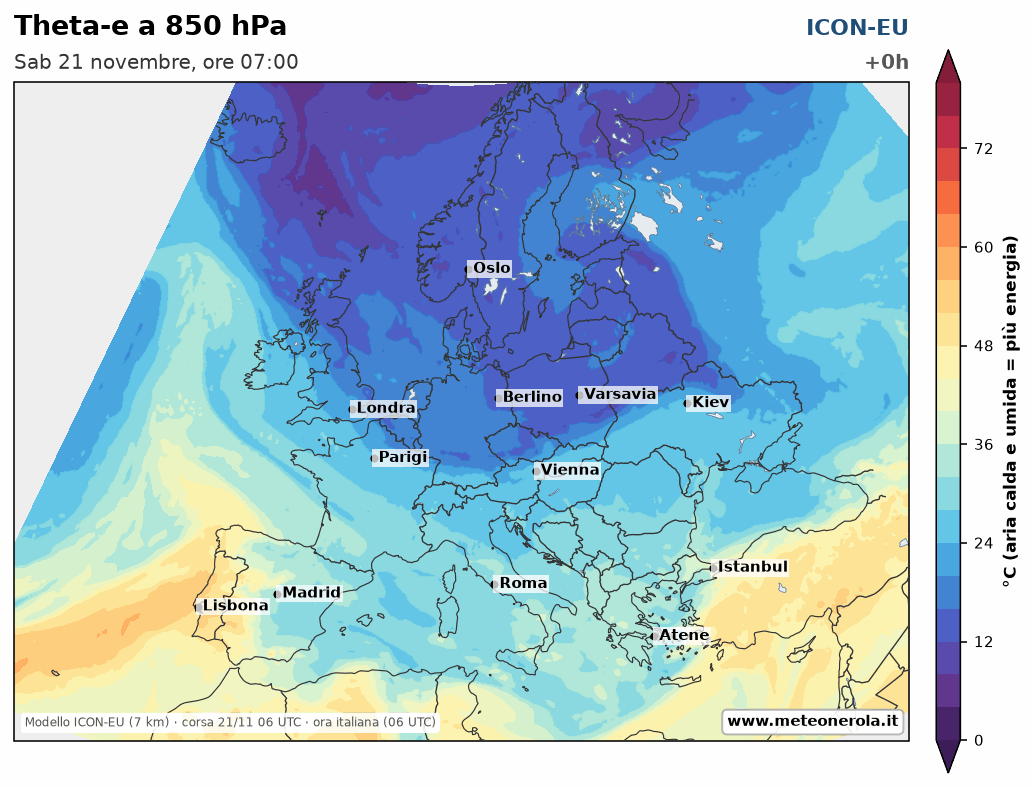 Theta-e a 850 hPa
ICON-EU
Sab 21 novembre, ore 07:00
+0h
72
60
48
36
24
12
0
°C (aria calda e umida = più energia)
Oslo
Berlino
Varsavia
Kiev
Londra
Parigi
Vienna
Istanbul
Roma
Madrid
Lisbona
Atene
Modello ICON-EU (7 km) · corsa 21/11 06 UTC · ora italiana (06 UTC)
www.meteonerola.it